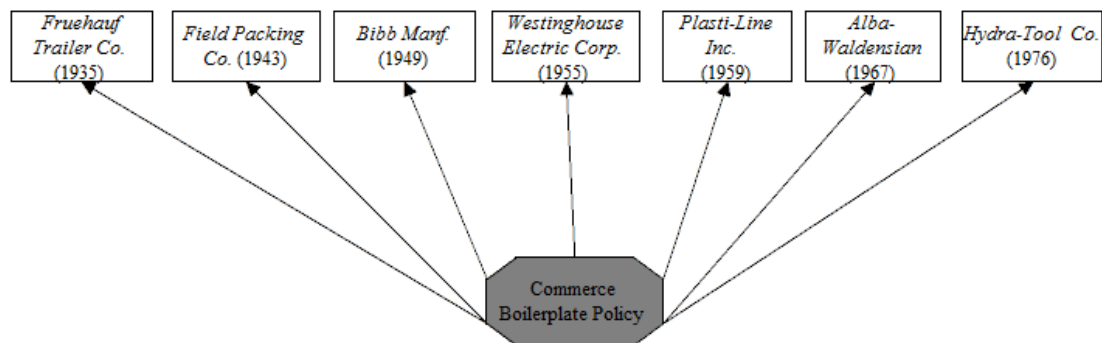 Fruehauf
Trailer Co.
(1935)
Field Packing
Co. (1943)
Bibb Manf.
(1949)
Westinghouse
Electric Corp.
(1955)
Plasti-Line
Inc.
(1959)
Alba-
Waldensian
(1967)
Hydra-Tool Co.
(1976)
Commerce
Boilerplate Policy